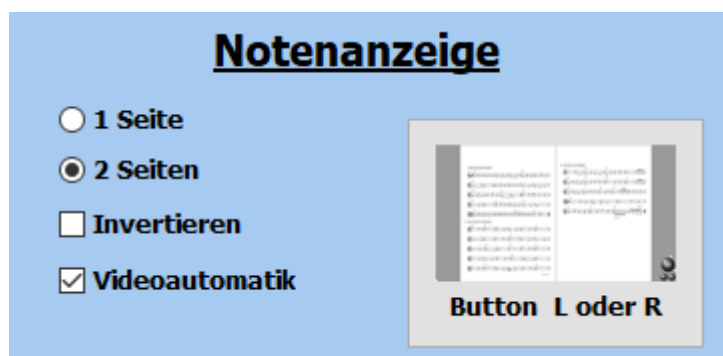 Notenanzeige
1 Seite
2 Seiten
Invertieren
Videoautomatik
Button L oder R